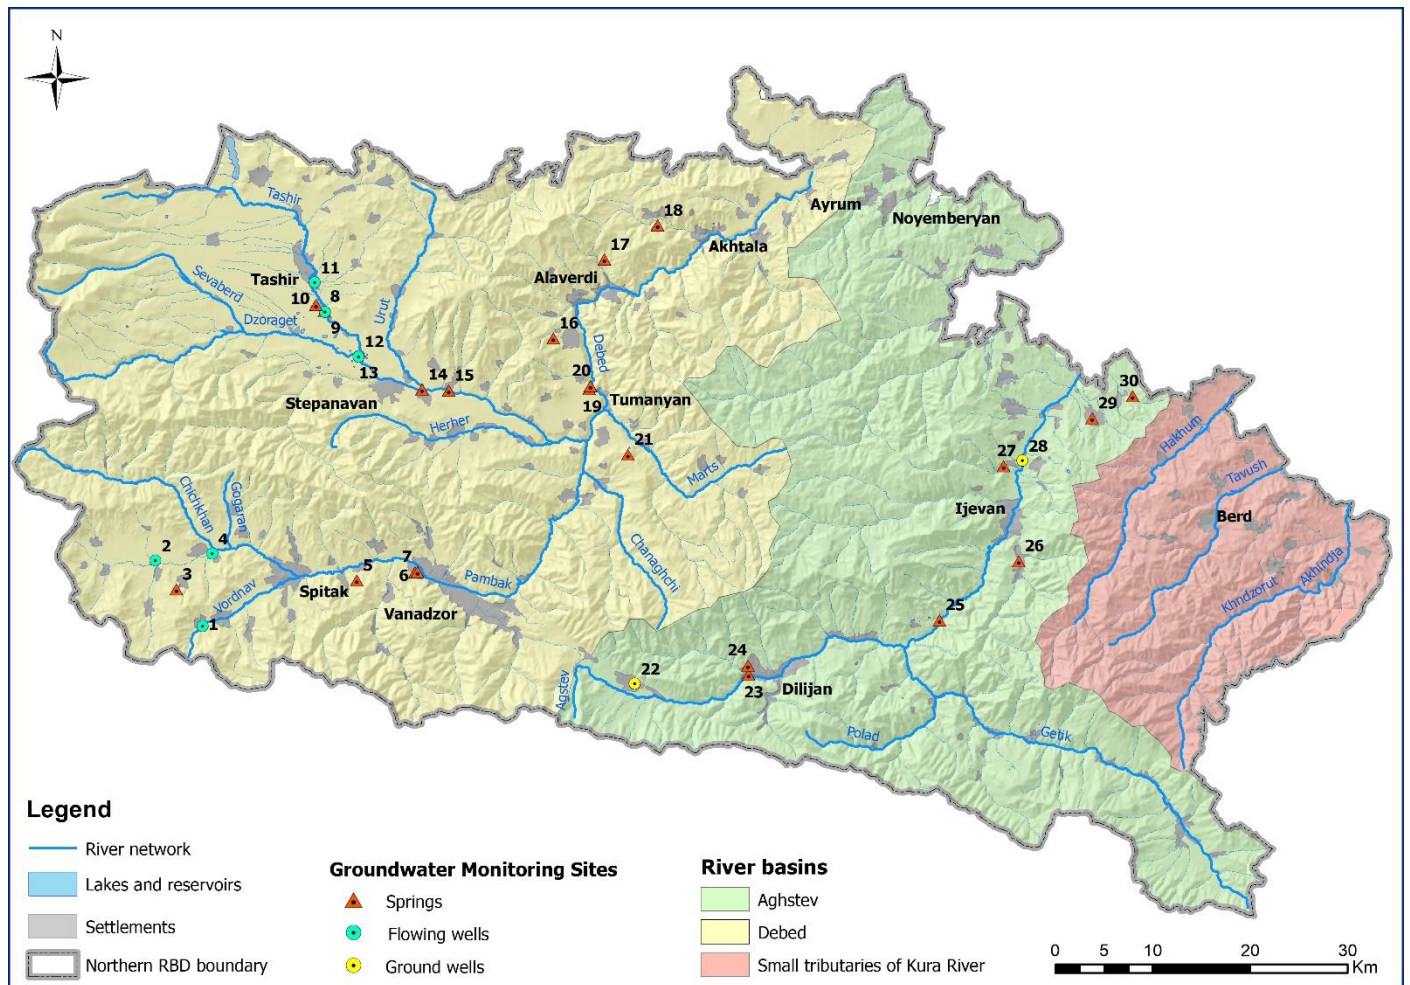 N
Tashir
Ayrum
Noyemberyan
18
Akhtala
17
11
Tashir
Alaverdi
Sevaberd
10
8
Urut
Dzoraget
9
16
Debed
12
13
14
15
20
30
Stepanavan
19
Tumanyan
29
Hakhum
Herher
21
27
28
Tavush
Marts
Chichkhan
Gogaran
Ijevan
Berd
2
4
7
Chanaghchi
26
Akhindja
3
5
6
Pambak
Vordnav
Spitak
Khndzorut
Vanadzor
1
25
24
22
Agstev
23
Dilijan
Polad
Getik
Legend
River network
Lakes and reservoirs
Settlements
Northern RBD boundary
Groundwater Monitoring Sites
Springs
Flowing wells
Ground wells
River basins
Aghstev
Debed
Small tributaries of Kura River
0 5 10 20 30
Km